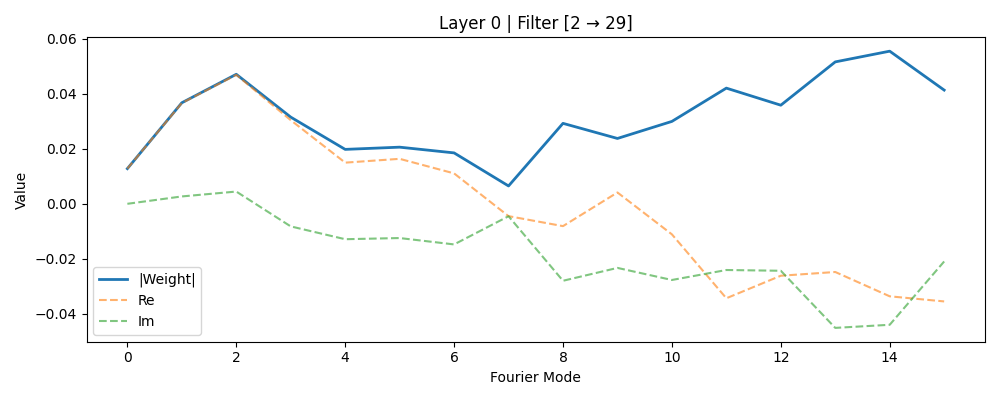 Layer 0 | Filter [2 → 29]
0.06
0.04
0.02
0.00
−0.02
−0.04
Value
|Weight|
Re
Im
0 2 4 6 8 10 12 14
Fourier Mode